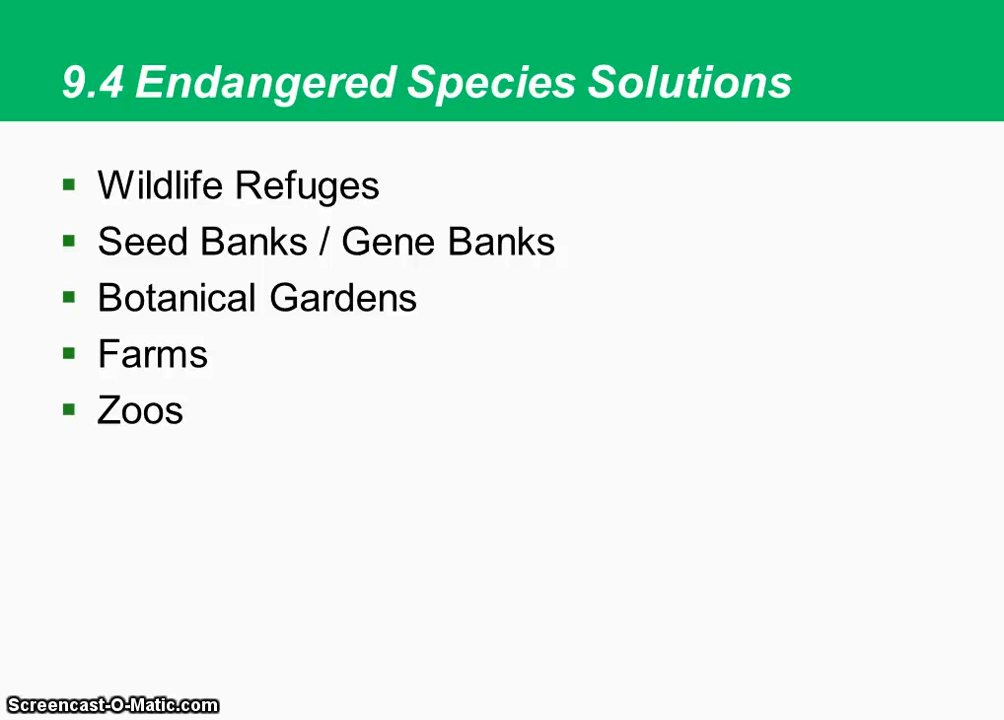 9.4 Endangered Species Solutions
Wildlife Refuges
Seed Banks / Gene Banks
Botanical Gardens
Farms
Zoos
Screencast-O-Matic.com